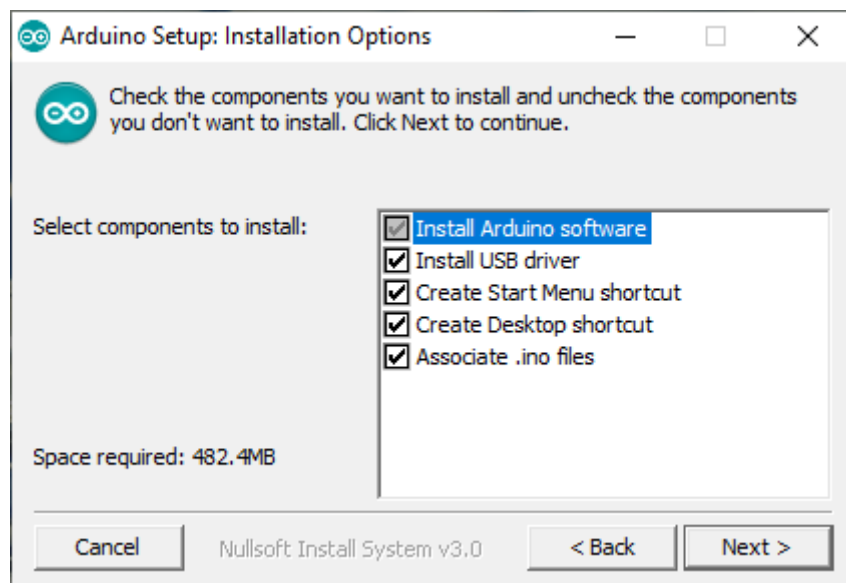 Arduino Setup: Installation Options
Check the components you want to install and uncheck the components
you don't want to install. Click Next to continue.
Select components to install:
Install Arduino software
Install USB driver
Create Start Menu shortcut
Create Desktop shortcut
Associate .ino files
Space required: 482.4MB
Cancel
Nullsoft Install System v3.0
< Back
Next >